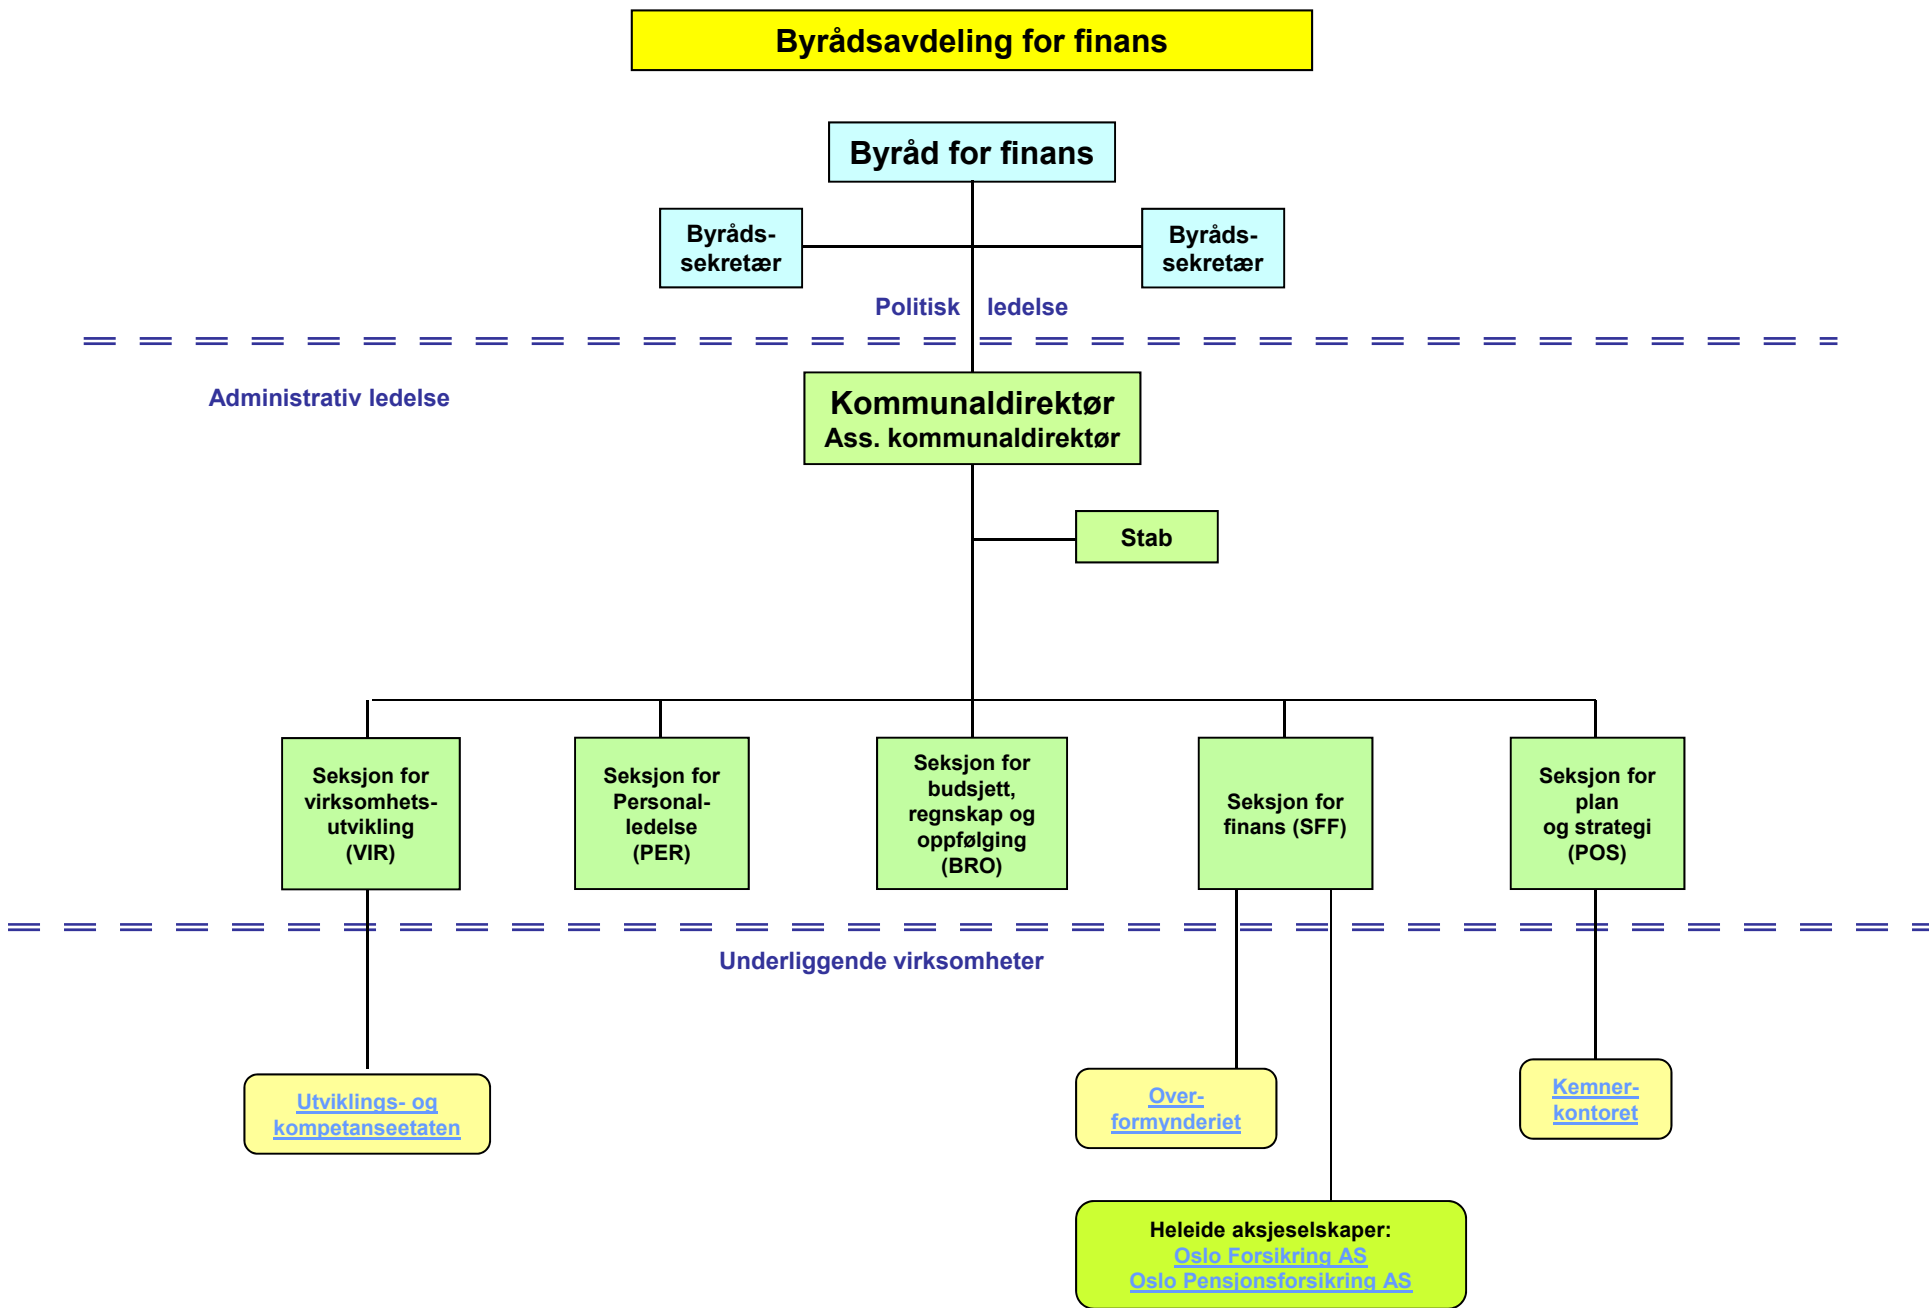 Byrådsavdeling for finans
Byråd for finans
Byråds-
sekretær
Byråds-
sekretær
Politisk ledelse
Administrativ ledelse
Kommunaldirektør
Ass. kommunaldirektør
Stab
Seksjon for
virksomhets-
utvikling
(VIR)
Seksjon for
Personal-
ledelse
(PER)
Seksjon for
budsjett,
regnskap og
oppfølging
(BRO)
Seksjon for
finans (SFF)
Seksjon for
plan
og strategi
(POS)
Underliggende virksomheter
Utviklings- og
kompetanseetaten
Over-
formynderiet
Kemner-
kontoret
Heleide aksjeselskaper:
Oslo Forsikring AS
Oslo Pensjonsforsikring AS